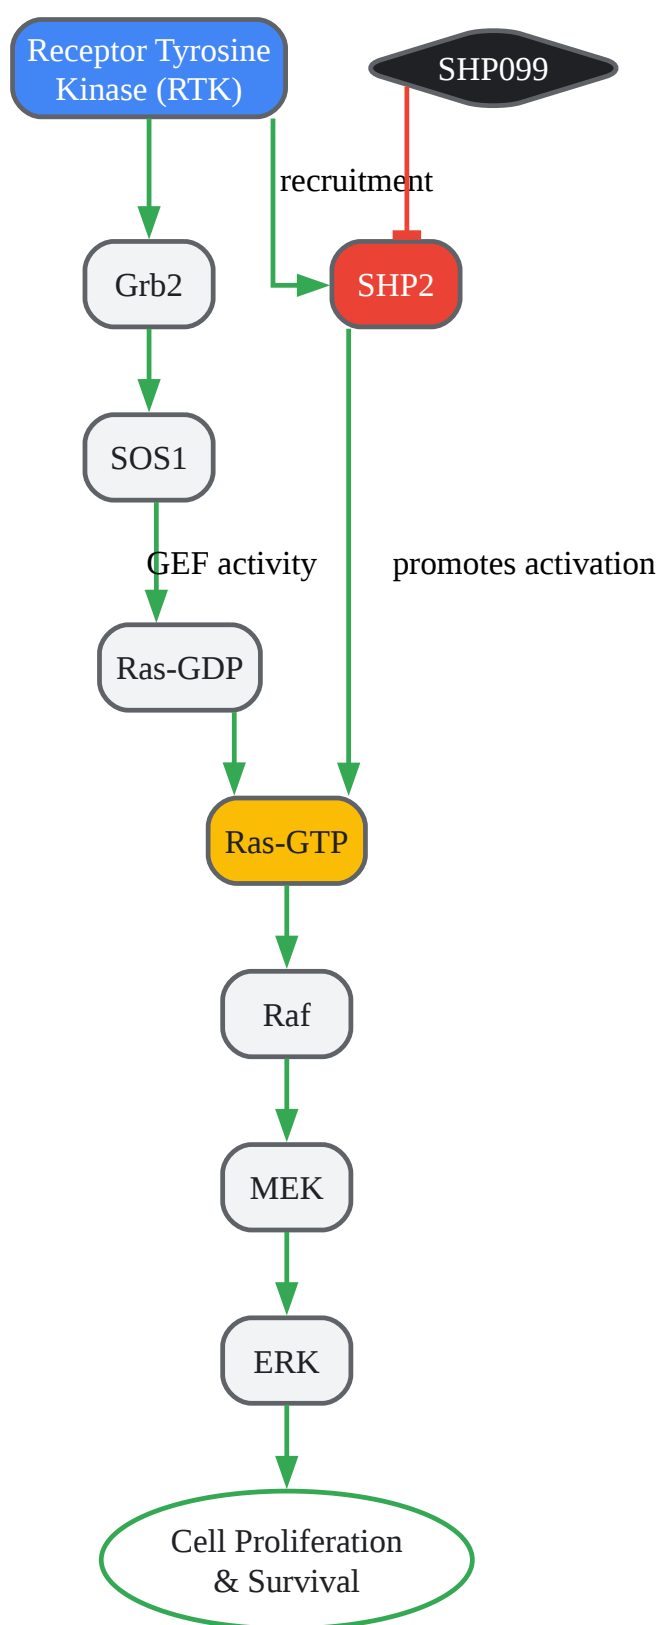 Receptor Tyrosine
Kinase (RTK)
SHP099
recruitment
Grb2
SHP2
SOS1
GEF activity
promotes activation
Ras-GDP
Ras-GTP
Raf
MEK
ERK
Cell Proliferation
& Survival